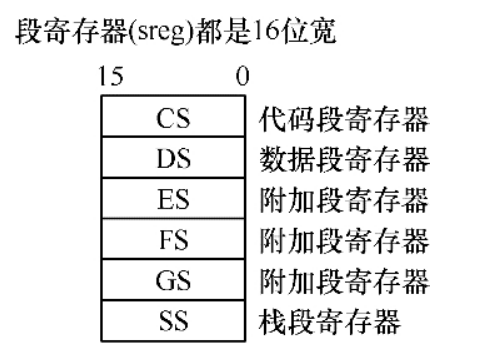 段寄存器(sreg)都是16位宽
15 0
CS 代码段寄存器
DS 数据段寄存器
ES 附加段寄存器
FS 附加段寄存器
GS 附加段寄存器
SS 栈段寄存器